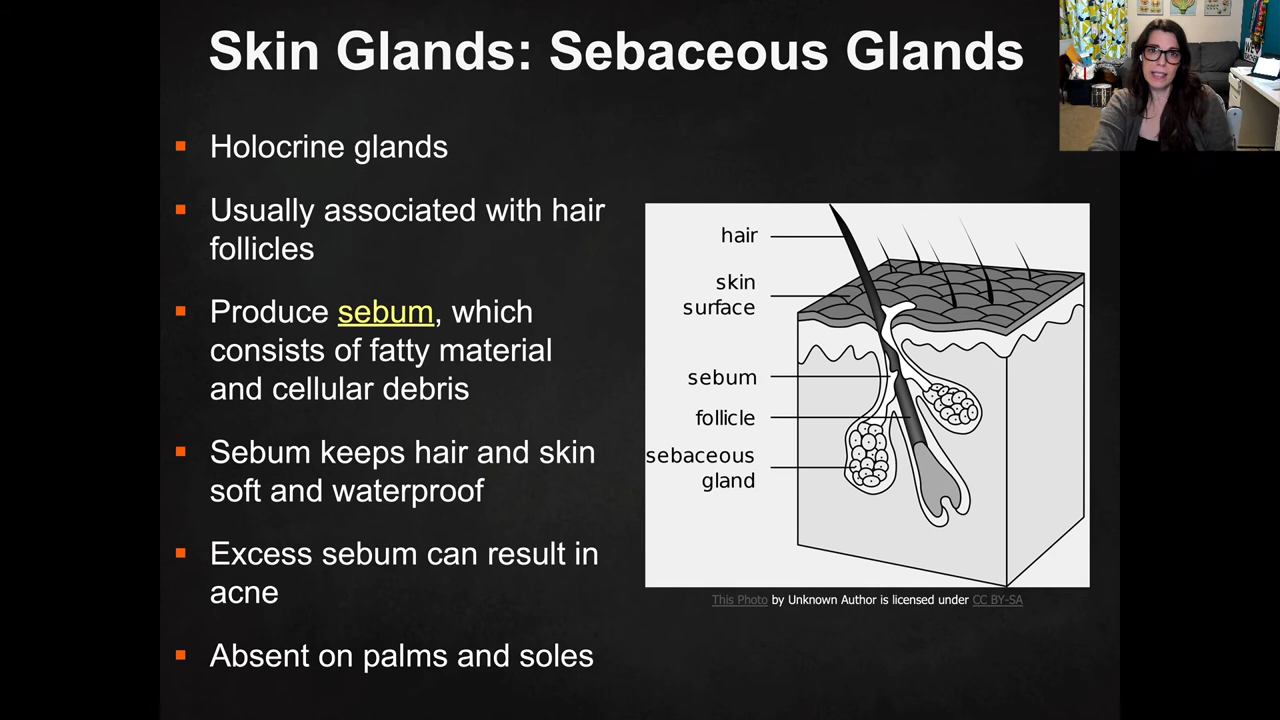 Skin Glands: Sebaceous Glands
▪ Holocrine glands
▪ Usually associated with hair
follicles
▪ Produce sebum, which
consists of fatty material
and cellular debris
▪ Sebum keeps hair and skin
soft and waterproof
▪ Excess sebum can result in
acne
▪ Absent on palms and soles
hair
skin
surface
sebum
follicle
sebaceous
gland
This Photo by Unknown Author is licensed under CC BY-SA